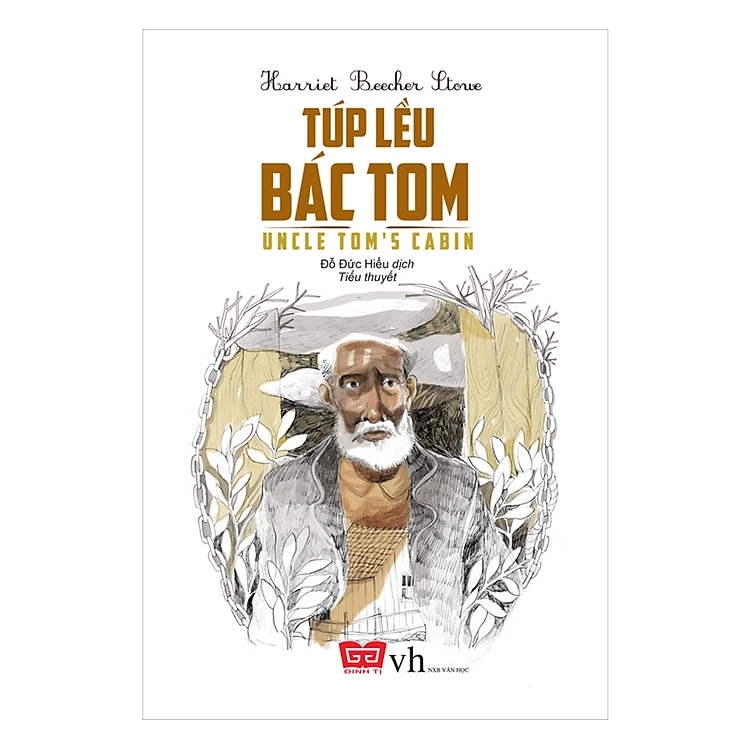 Harriet Beecher Stowe
TÚP LỀU
BÁC TOM
UNCLE TOM'S CABIN
Đỗ Đức Hiểu dịch
Tiểu thuyết
ĐINH TỊ
vh
NXB VĂN HỌC